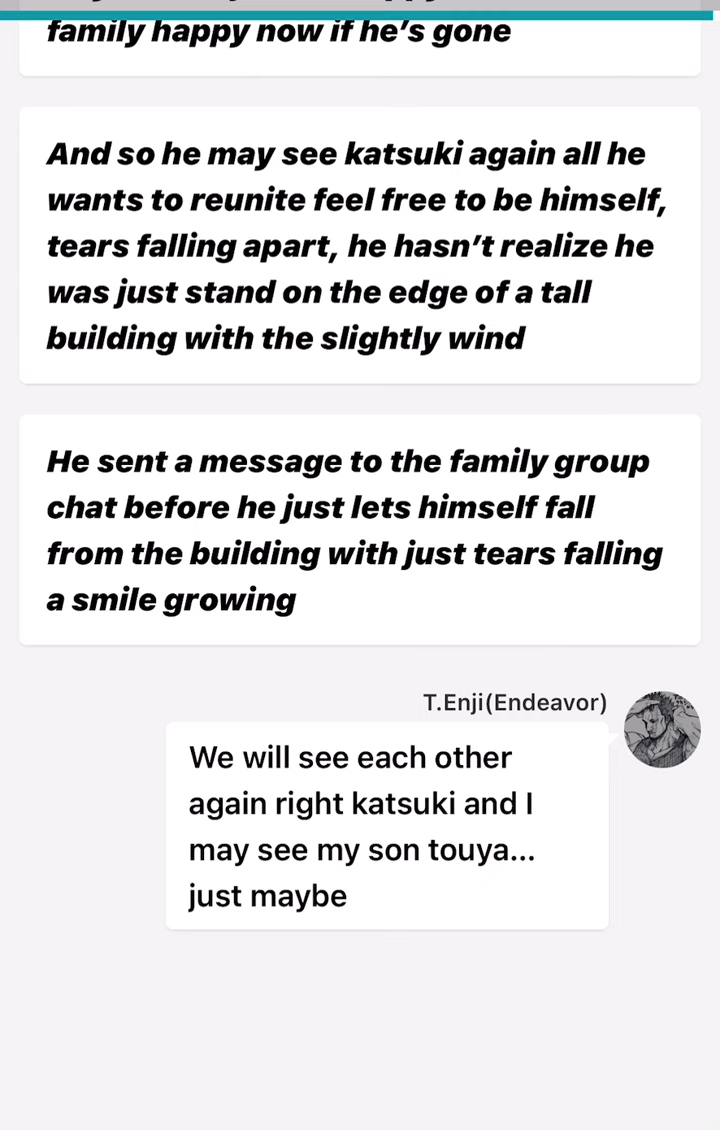 family happy now if he's gone
And so he may see katsuki again all he
wants to reunite feel free to be himself,
tears falling apart, he hasn't realize he
was just stand on the edge of a tall
building with the slightly wind
He sent a message to the family group
chat before he just lets himself fall
from the building with just tears falling
a smile growing
T.Enji(Endeavor)
We will see each other
again right katsuki and I
may see my son touya...
just maybe